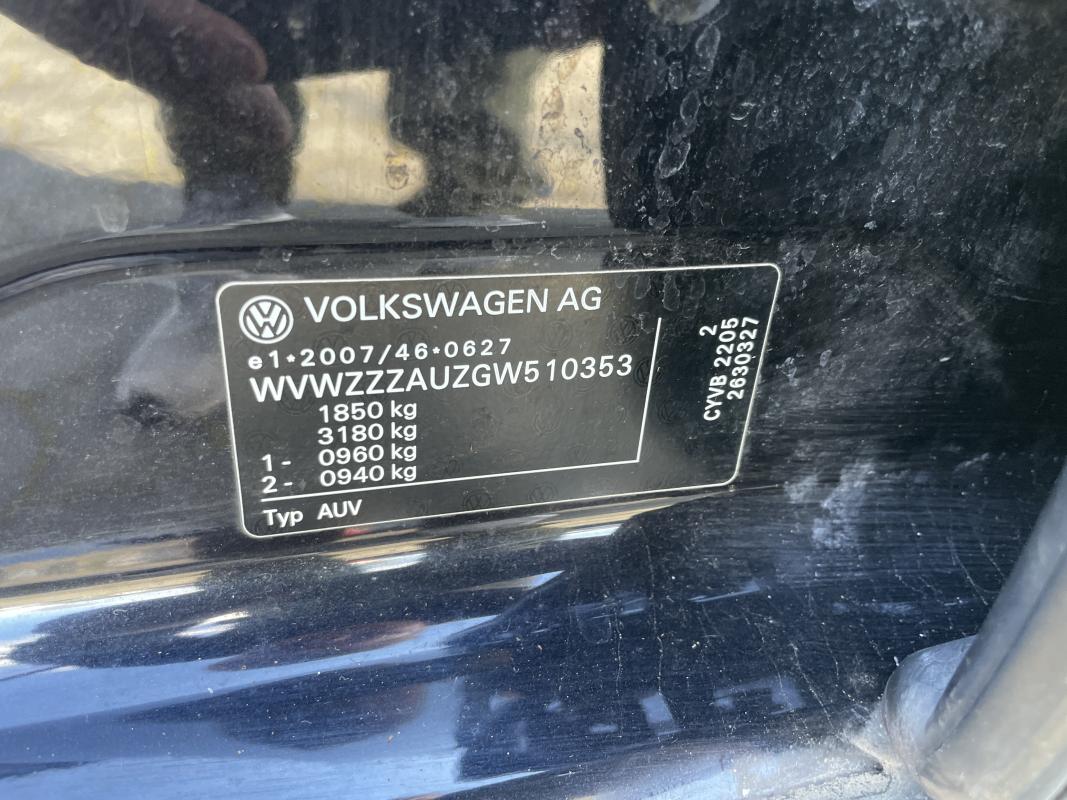 VOLKSWAGEN AG
e1*2007/46*0627
WVWZZZAUZGW510353
1850 kg
3180 kg
1- 0960 kg
2- 0940 kg
Typ AUV
2
CYVB 2205
2630327